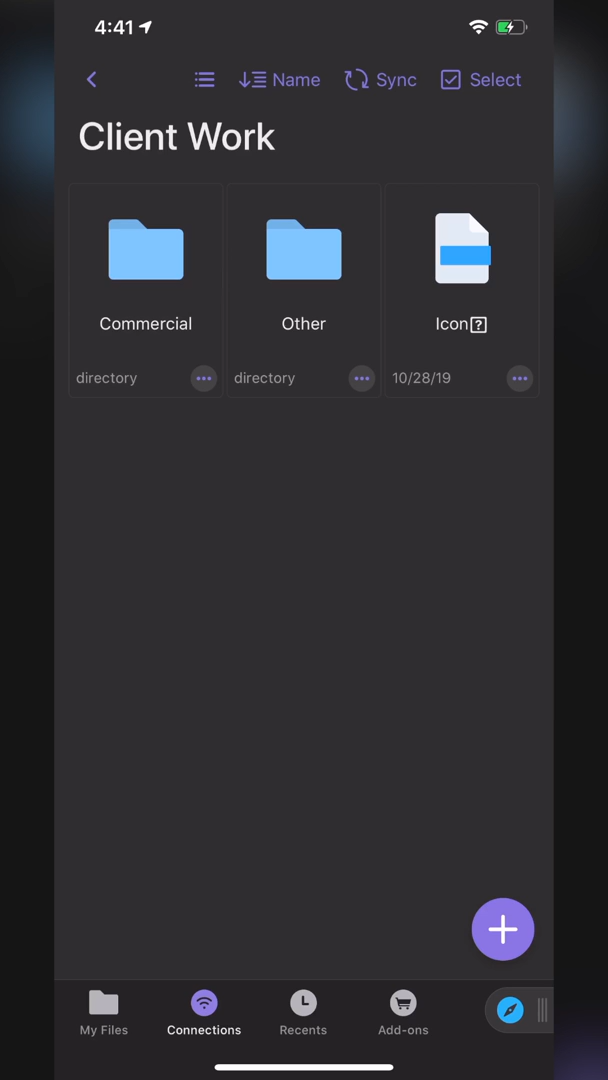 4:41
Name Sync Select
Client Work
Commercial Other Icon⍰
directory directory 10/28/19
My Files Connections Recents Add-ons